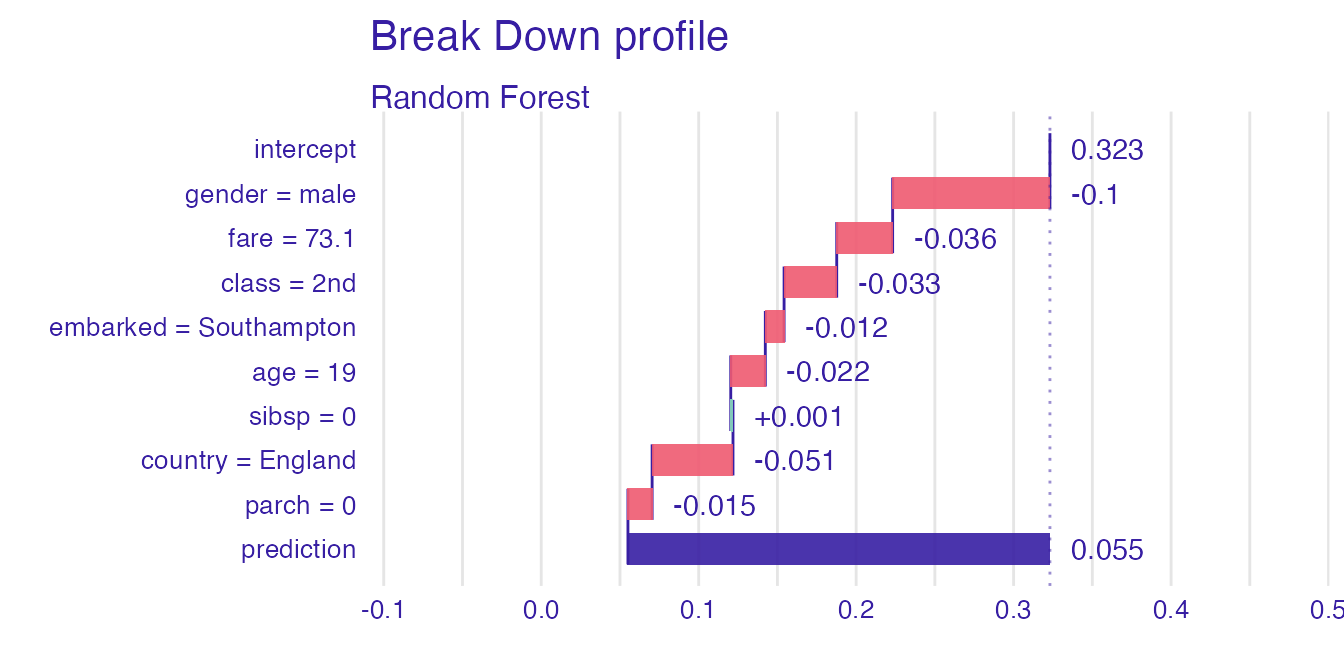 Break Down profile
Random Forest
intercept 0.323
gender = male -0.1
fare = 73.1 -0.036
class = 2nd -0.033
embarked = Southampton -0.012
age = 19 -0.022
sibsp = 0 +0.001
country = England -0.051
parch = 0 -0.015
prediction 0.055
-0.1 0.0 0.1 0.2 0.3 0.4 0.5